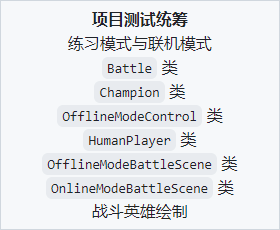 项目测试统筹
练习模式与联机模式
Battle 类
Champion 类
OfflineModeControl 类
HumanPlayer 类
OfflineModeBattleScene 类
OnlineModeBattleScene 类
战斗英雄绘制